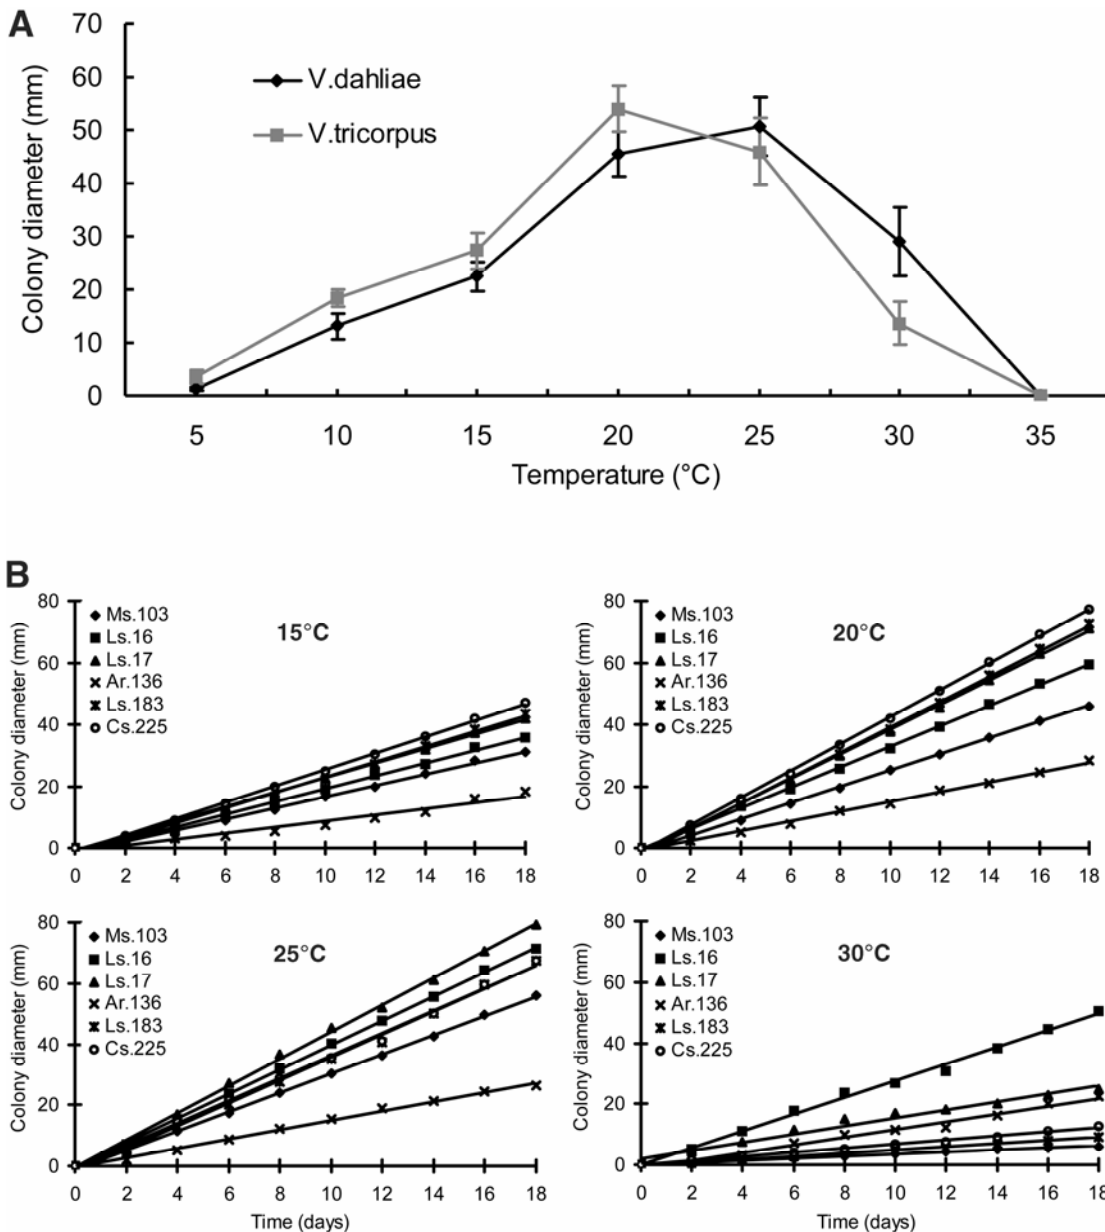 A
70
60
50
40
30
20
10
0
Colony diameter (mm)
V.dahliae
V.tricorpus
5 10 15 20 25 30 35
Temperature (°C)
B
80
60
40
20
0
Colony diameter (mm)
Ms.103
Ls.16
Ls.17
Ar.136
Ls.183
Cs.225
15°C
0 2 4 6 8 10 12 14 16 18
80
60
40
20
0
Colony diameter (mm)
Ms.103
Ls.16
Ls.17
Ar.136
Ls.183
Cs.225
20°C
0 2 4 6 8 10 12 14 16 18
80
60
40
20
0
Colony diameter (mm)
Ms.103
Ls.16
Ls.17
Ar.136
Ls.183
Cs.225
25°C
0 2 4 6 8 10 12 14 16 18
Time (days)
80
60
40
20
0
Colony diameter (mm)
Ms.103
Ls.16
Ls.17
Ar.136
Ls.183
Cs.225
30°C
0 2 4 6 8 10 12 14 16 18
Time (days)